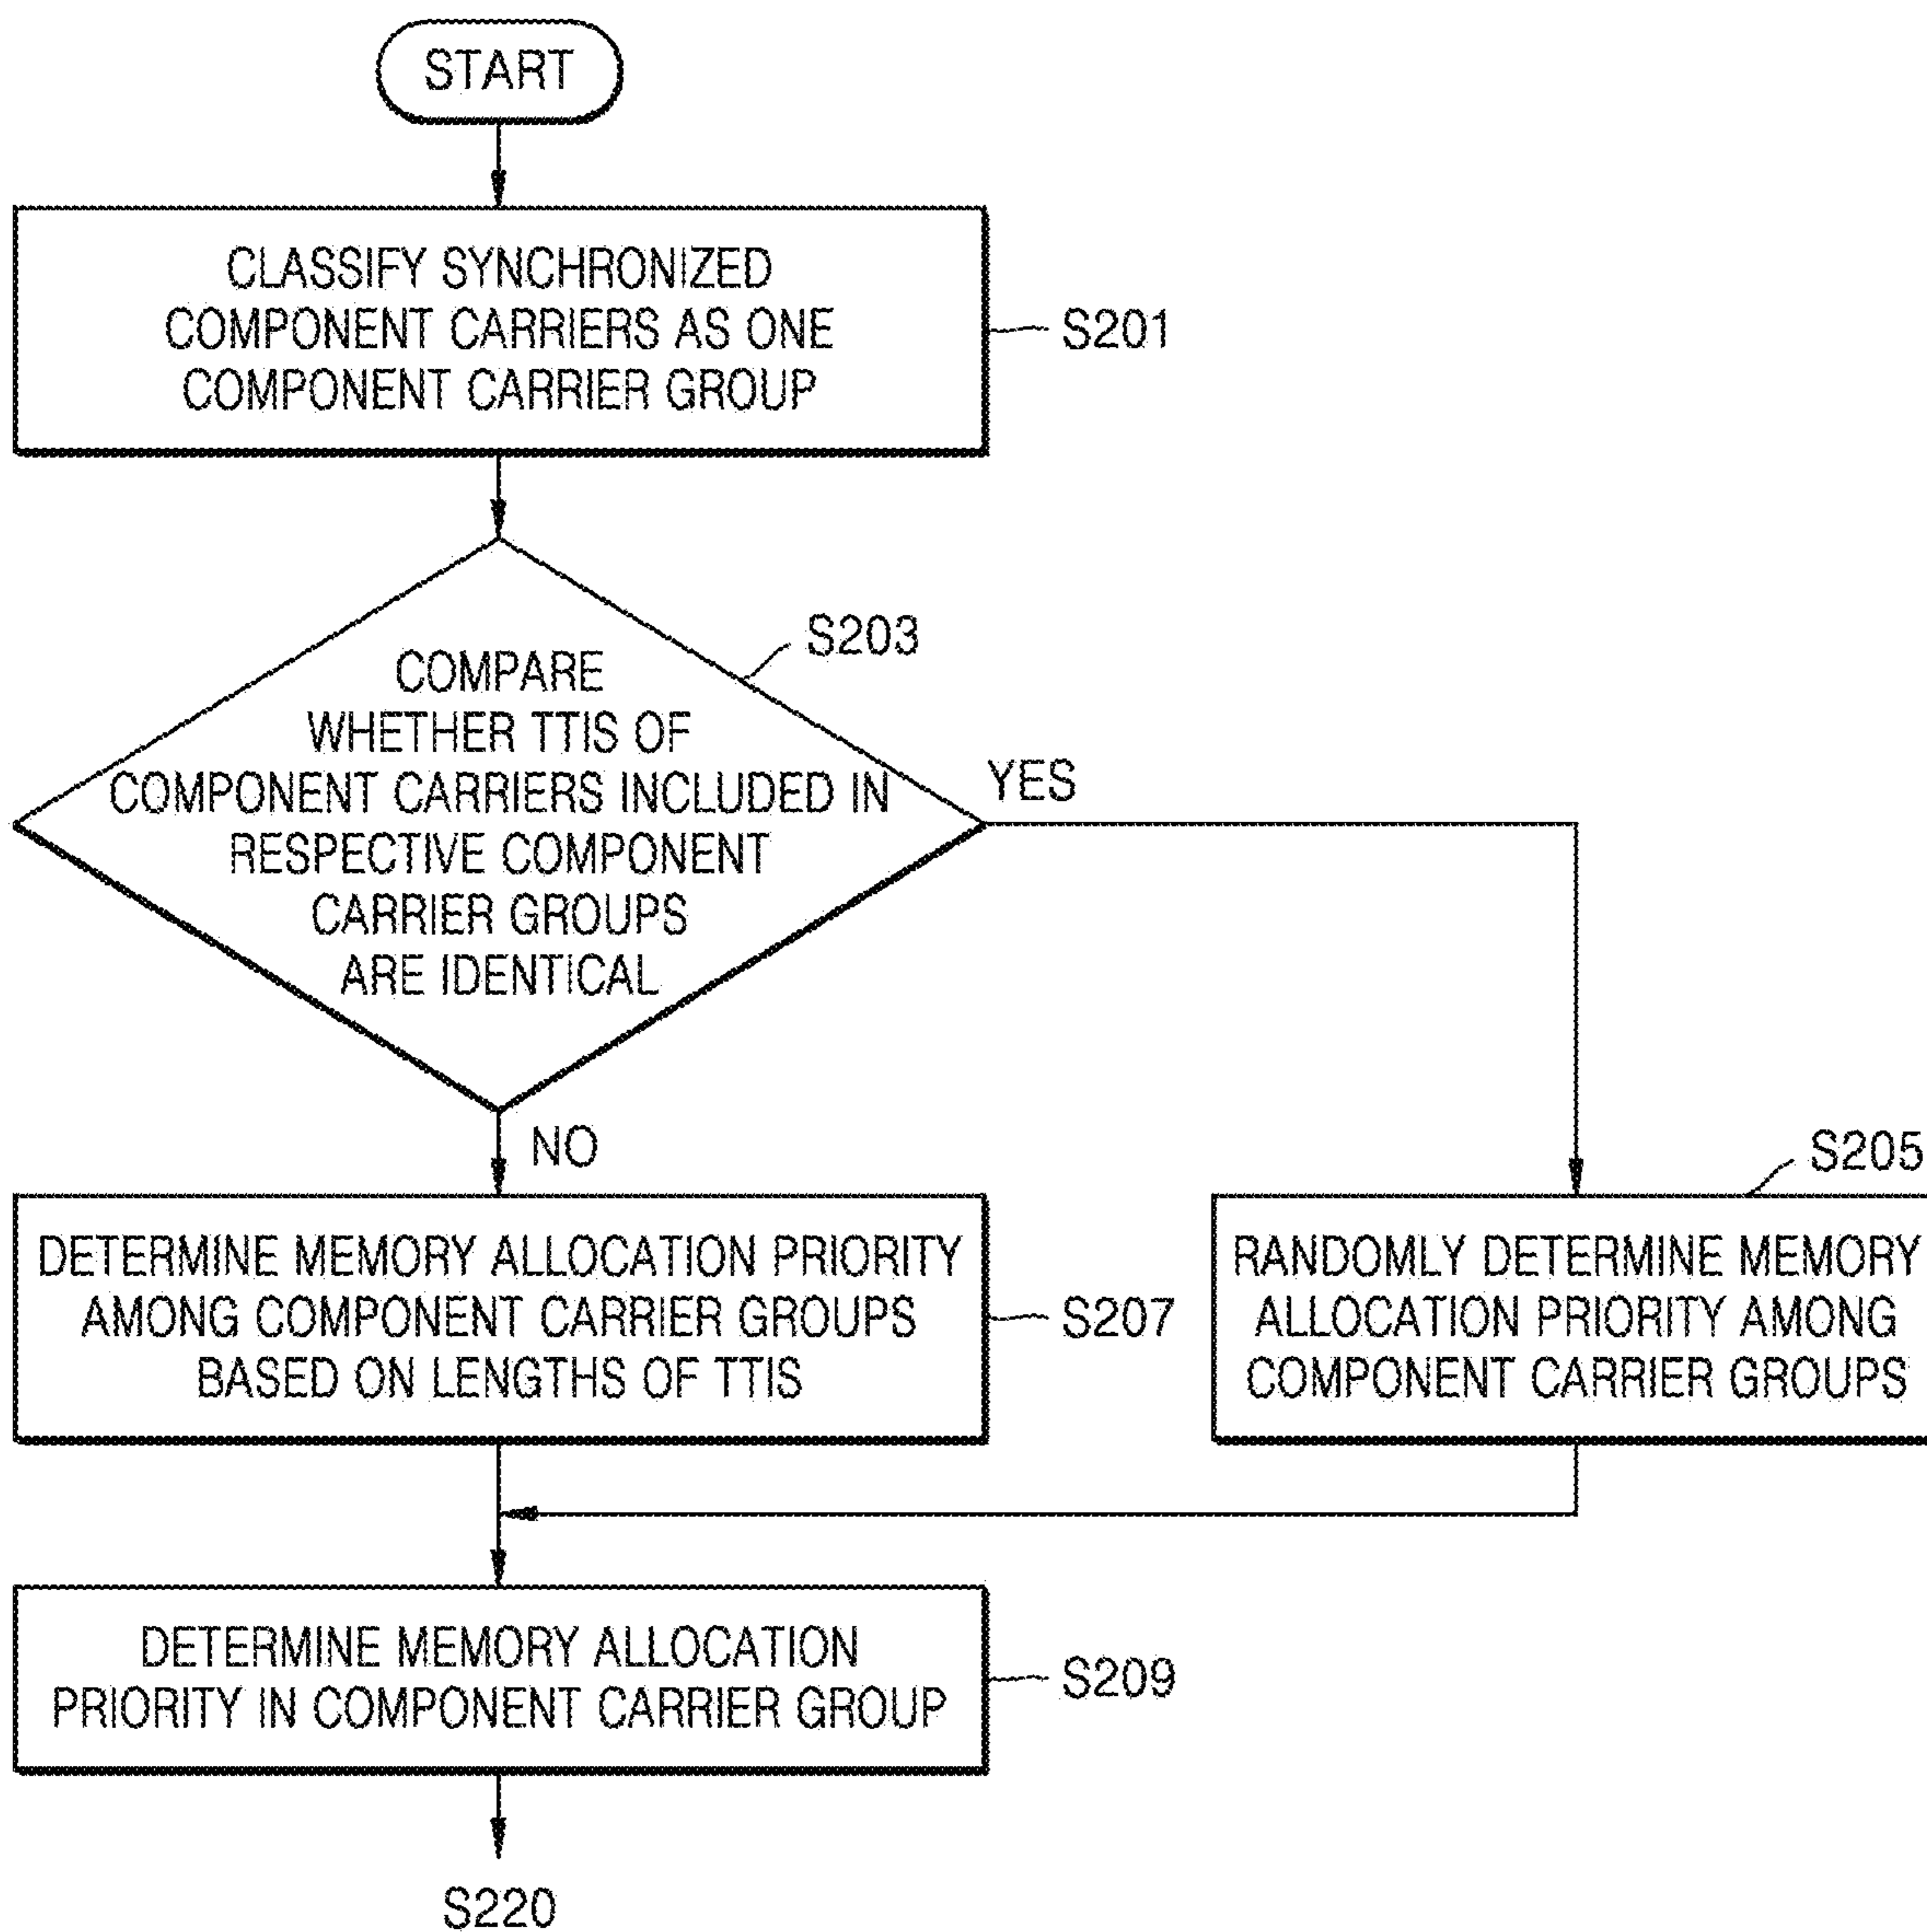 START
CLASSIFY SYNCHRONIZED
COMPONENT CARRIERS AS ONE
COMPONENT CARRIER GROUP
S201
S203
COMPARE
WHETHER TTIS OF
COMPONENT CARRIERS INCLUDED IN
RESPECTIVE COMPONENT
CARRIER GROUPS
ARE IDENTICAL
YES
NO
S205
DETERMINE MEMORY ALLOCATION PRIORITY
AMONG COMPONENT CARRIER GROUPS
BASED ON LENGTHS OF TTIS
S207
RANDOMLY DETERMINE MEMORY
ALLOCATION PRIORITY AMONG
COMPONENT CARRIER GROUPS
DETERMINE MEMORY ALLOCATION
PRIORITY IN COMPONENT CARRIER GROUP
S209
S220